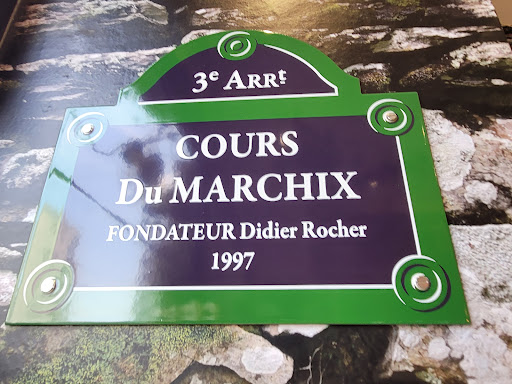 3e ARRt
COURS
Du MARCHIX
FONDATEUR Didier Rocher
1997